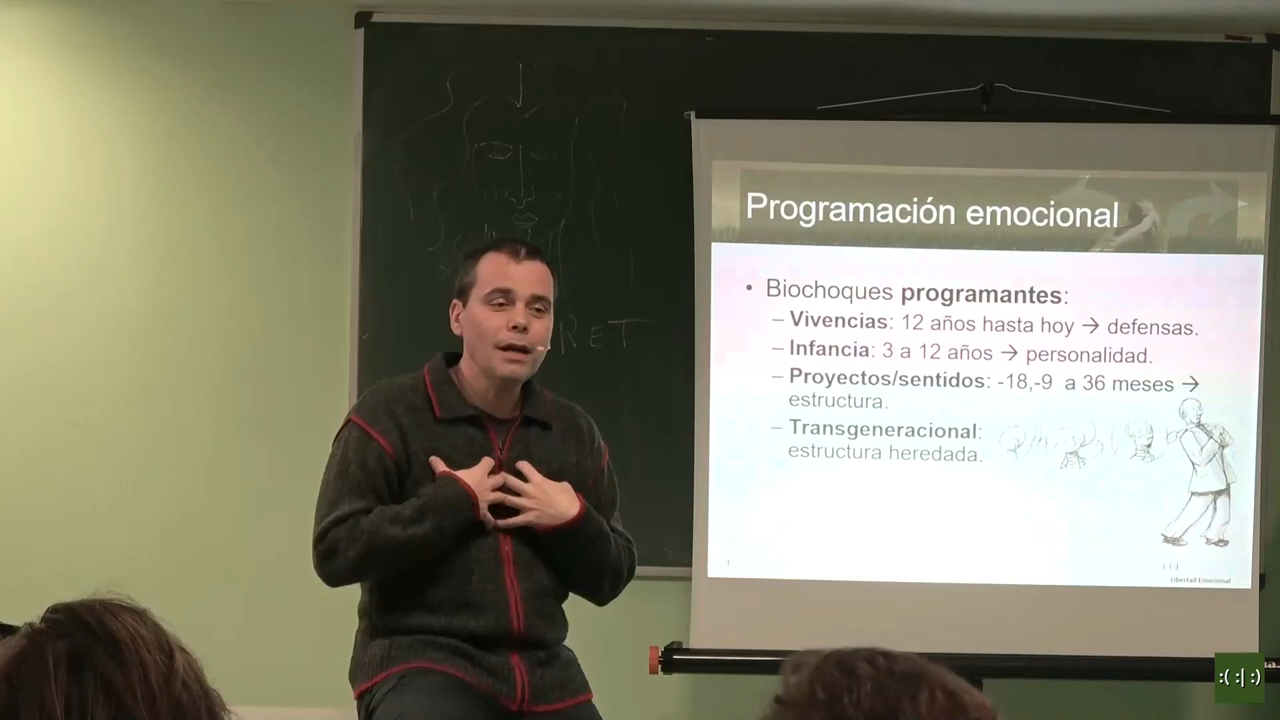 RET
Programación emocional
• Biochoques programantes:
– Vivencias: 12 años hasta hoy → defensas.
– Infancia: 3 a 12 años → personalidad.
– Proyectos/sentidos: -18,-9 a 36 meses →
estructura.
– Transgeneracional:
estructura heredada.
Libertad Emocional
:( :| :)